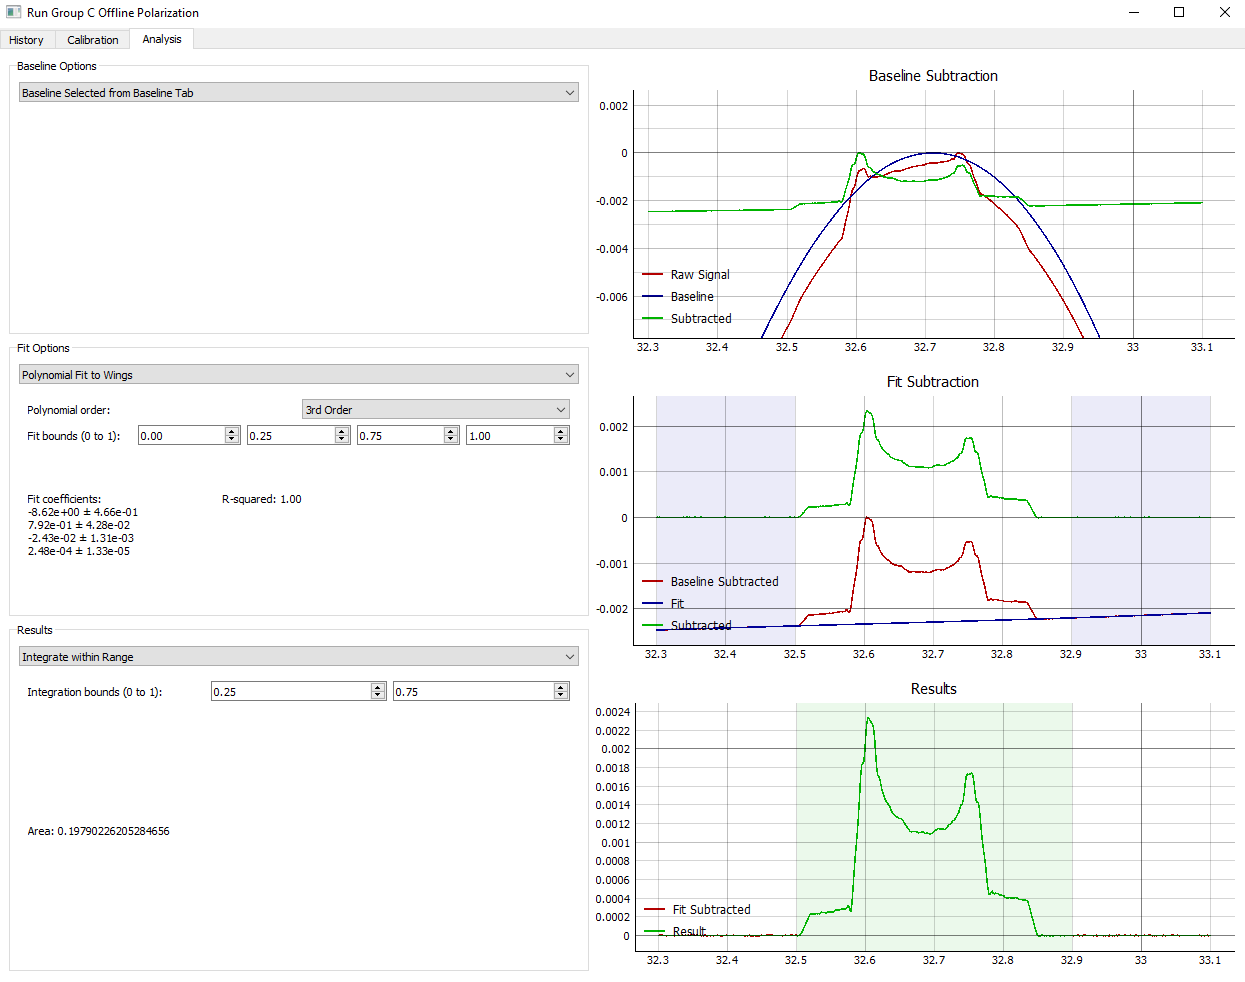 Run Group C Offline Polarization
History Calibration Analysis
Baseline Options
Baseline Selected from Baseline Tab
Fit Options
Polynomial Fit to Wings
Polynomial order: 3rd Order
Fit bounds (0 to 1): 0.00 0.25 0.75 1.00
Fit coefficients: R-squared: 1.00
-8.62e+00 ± 4.66e-01
7.92e-01 ± 4.28e-02
-2.43e-02 ± 1.31e-03
2.48e-04 ± 1.33e-05
Results
Integrate within Range
Integration bounds (0 to 1): 0.25 0.75
Area: 0.19790226205284656
Baseline Subtraction
0.002
0
-0.002
-0.004
-0.006
Raw Signal
Baseline
Subtracted
32.3 32.4 32.5 32.6 32.7 32.8 32.9 33 33.1
Fit Subtraction
0.002
0.001
0
-0.001
-0.002
Baseline Subtracted
Fit
Subtracted
32.3 32.4 32.5 32.6 32.7 32.8 32.9 33 33.1
Results
0.0024
0.0022
0.002
0.0018
0.0016
0.0014
0.0012
0.001
0.0008
0.0006
0.0004
0.0002
0
Fit Subtracted
Result
32.3 32.4 32.5 32.6 32.7 32.8 32.9 33 33.1